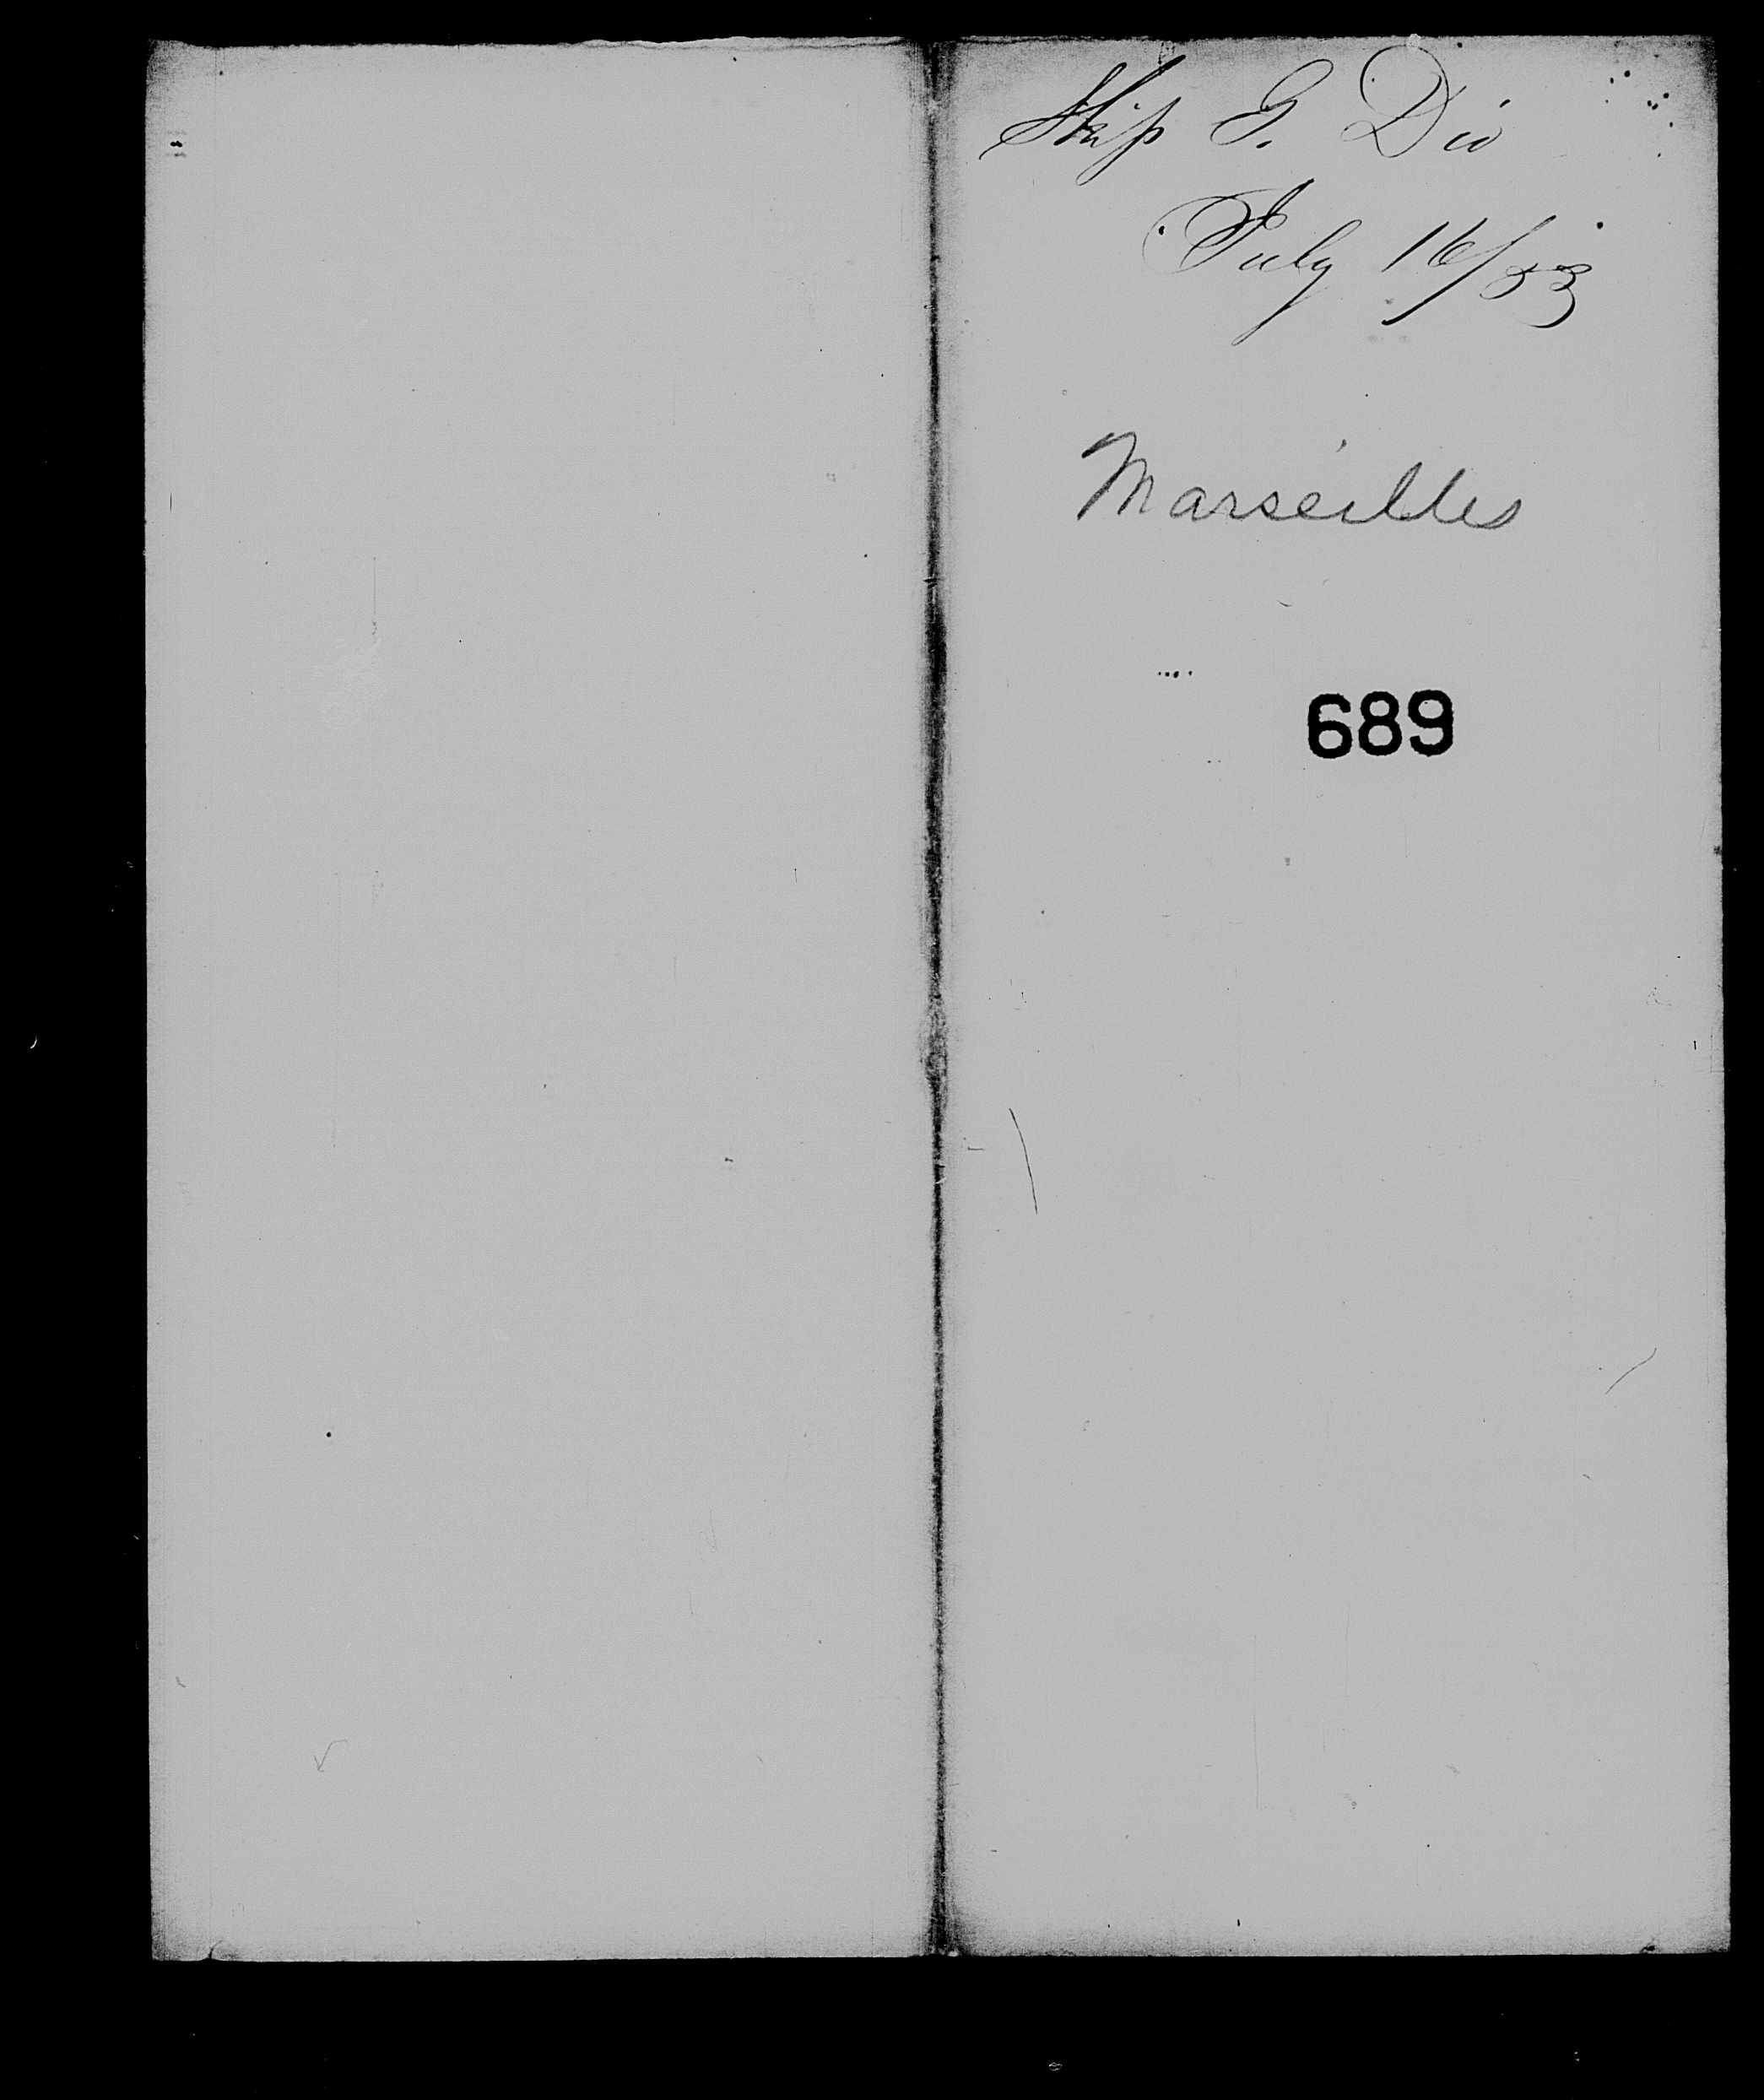 Ship G. Dio
July 16/53
Marseilles
689